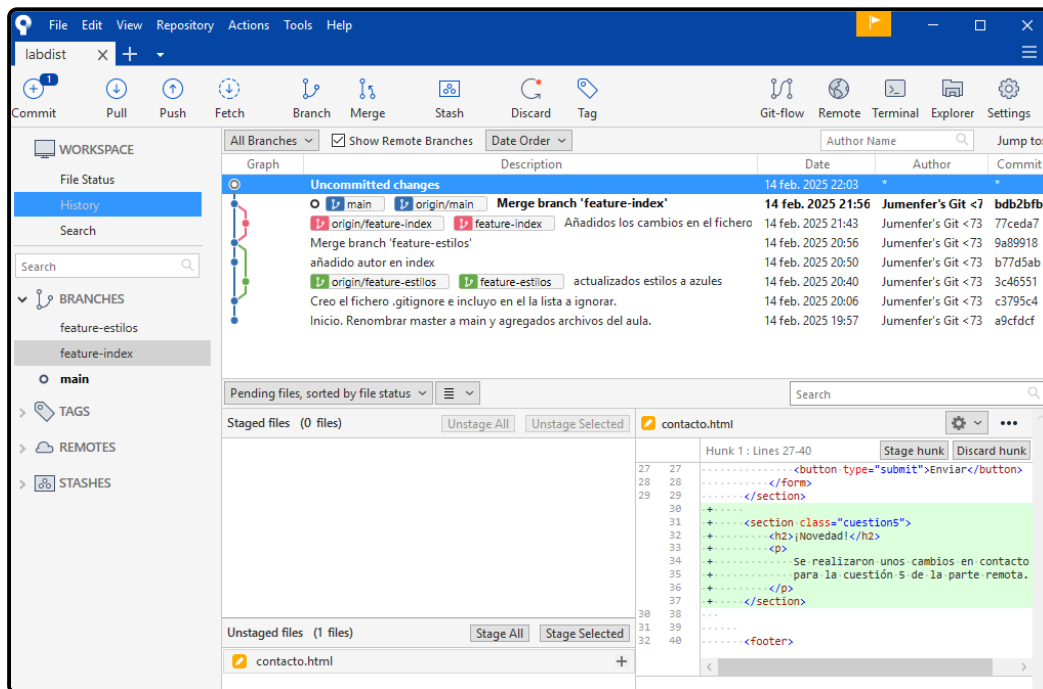 File Edit View Repository Actions Tools Help
labdist
1
Commit Pull Push Fetch Branch Merge Stash Discard Tag Git-flow Remote Terminal Explorer Settings
WORKSPACE
File Status
History
Search
Search
BRANCHES
feature-estilos
feature-index
main
TAGS
REMOTES
STASHES
All Branches Show Remote Branches Date Order Author Name Jump to:
Graph Description Date Author Commit
Uncommitted changes 14 feb. 2025 22:03 * *
main origin/main Merge branch 'feature-index' 14 feb. 2025 21:56 Jumenfer's Git <7 bdb2bfb
origin/feature-index feature-index Añadidos los cambios en el fichero 14 feb. 2025 21:43 Jumenfer's Git <73 77ceda7
Merge branch 'feature-estilos' 14 feb. 2025 20:56 Jumenfer's Git <73 9a89918
añadido autor en index 14 feb. 2025 20:50 Jumenfer's Git <73 b77d5ab
origin/feature-estilos feature-estilos actualizados estilos a azules 14 feb. 2025 20:40 Jumenfer's Git <73 3c46551
Creo el fichero .gitignore e incluyo en el la lista a ignorar. 14 feb. 2025 20:06 Jumenfer's Git <73 c3795c4
Inicio. Renombrar master a main y agregados archivos del aula. 14 feb. 2025 19:57 Jumenfer's Git <73 a9cfdcf
Pending files, sorted by file status Search
Staged files (0 files) Unstage All Unstage Selected
Unstaged files (1 files) Stage All Stage Selected
contacto.html
contacto.html
Hunk 1 : Lines 27-40 Stage hunk Discard hunk
27 27 <button type="submit">Enviar</button>
28 28 </form>
29 29 </section>
30 +
31 + <section class="cuestion5">
32 + <h2>¡Novedad!</h2>
33 + <p>
34 + Se realizaron unos cambios en contacto
35 + para la cuestión 5 de la parte remota.
36 + </p>
37 + </section>
30 38
31 39
32 40 <footer>